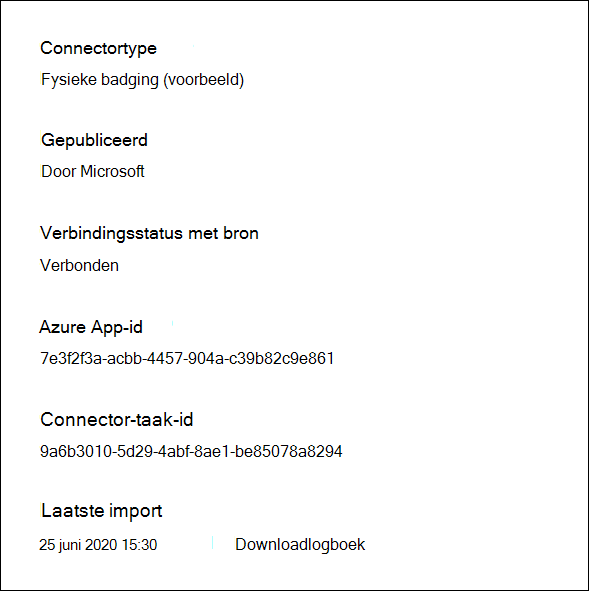 Connectortype
Fysieke badging (voorbeeld)
Gepubliceerd
Door Microsoft
Verbindingsstatus met bron
Verbonden
Azure App-id
7e3f2f3a-acbb-4457-904a-c39b82c9e861
Connector-taak-id
9a6b3010-5d29-4abf-8ae1-be85078a8294
Laatste import
25 juni 2020 15:30 Downloadlogboek